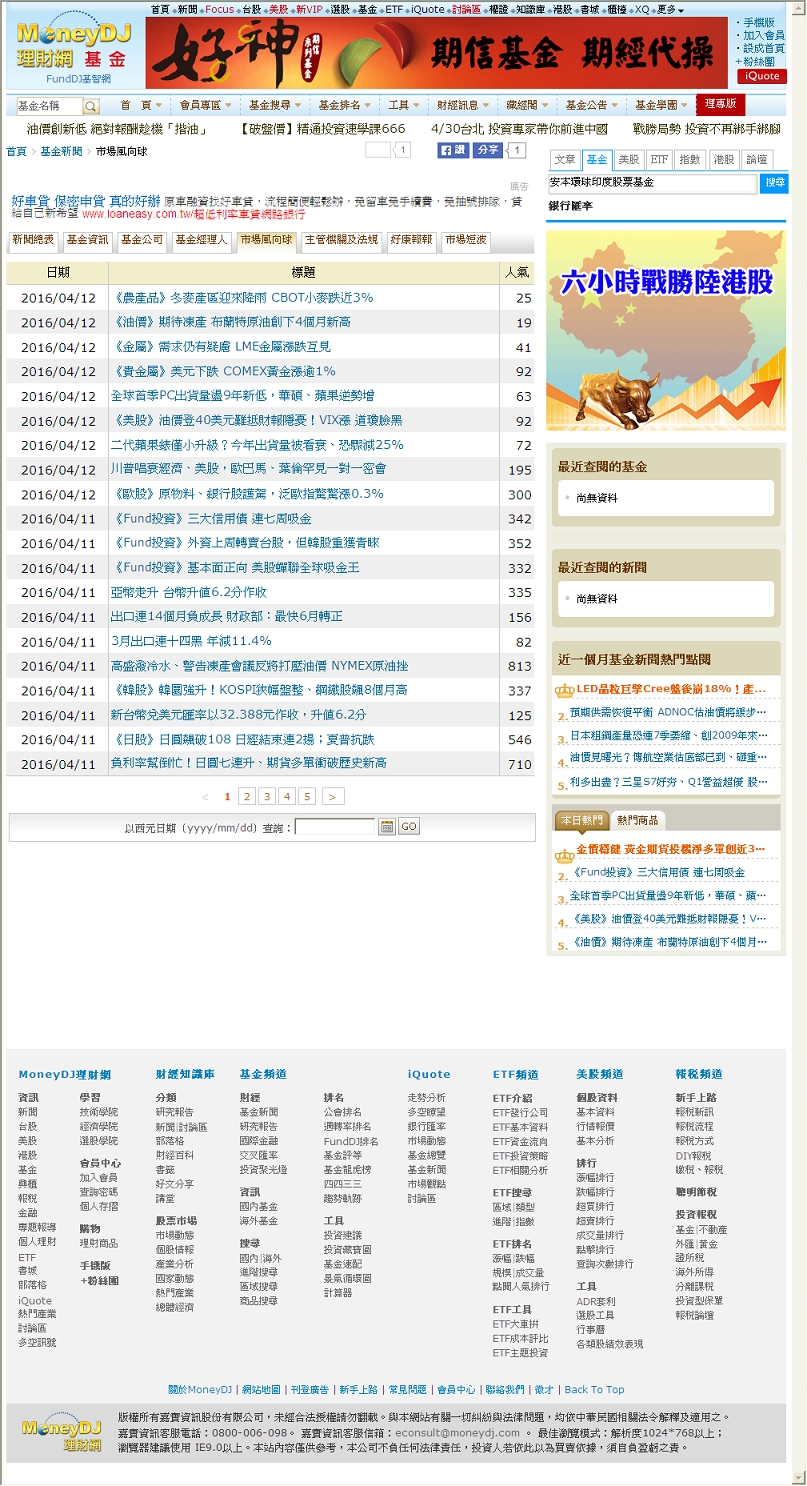 首頁 新聞 Focus 台股 美股 新VIP 選股 基金 ETF iQuote 討論區 權證 知識庫 港股 書城 櫃檯 XQ 更多
MoneyDJ
理財網 基金
FundDJ基智網
好神
期信 廣列基金
期信基金 期經代操
手機版
加入會員
設成首頁
+粉絲團
iQuote
基金名稱 首 頁 會員專區 基金搜尋 基金排名 工具 財經訊息 藏經閣 基金公告 基金學園 理專版
油價創新低 絕對報酬趁機「揩油」 【破盤價】精通投資速學課666 4/30台北 投資專家帶你前進中國 戰勝局勢 投資不再綁手綁腳
首頁 > 基金新聞 > 市場風向球 1 讚 分享 1
文章 基金 美股 ETF 指數 港股 論壇
安本環球印度股票基金 搜尋
銀行匯率
廣告
好車貸 保密申貸 真的好辦 原車融資找好車貸，流程簡便輕鬆辦，免留車免手續費，免抽號排隊，貸
給自己新希望 www.loaneasy.com.tw/超低利率車貸網路銀行
新聞總表 基金資訊 基金公司 基金經理人 市場風向球 主管機關及法規 好康報報 市場短波
日期 標題 人氣
2016/04/12 《農產品》冬麥產區迎來降雨 CBOT小麥跌近3% 25
2016/04/12 《油價》期待凍產 布蘭特原油創下4個月新高 19
2016/04/12 《金屬》需求仍有疑慮 LME金屬漲跌互見 41
2016/04/12 《貴金屬》美元下跌 COMEX黃金漲逾1% 92
2016/04/12 全球首季PC出貨量盪9年新低，華碩、蘋果逆勢增 63
2016/04/12 《美股》油價登40美元難抵財報隱憂！VIX漲 道瓊臉黑 92
2016/04/12 二代蘋果錶僅小升級？今年出貨量被看衰、恐驟減25% 72
2016/04/12 川普唱衰經濟、美股，歐巴馬、葉倫罕見一對一密會 195
2016/04/12 《歐股》原物料、銀行股護駕，泛歐指驚驚漲0.3% 300
2016/04/11 《Fund投資》三大信用債 連七周吸金 342
2016/04/11 《Fund投資》外資上周轉賣台股，但韓股重獲青睞 352
2016/04/11 《Fund投資》基本面正向 美股蟬聯全球吸金王 332
2016/04/11 亞幣走升 台幣升值6.2分作收 335
2016/04/11 出口連14個月負成長 財政部：最快6月轉正 156
2016/04/11 3月出口連十四黑 年減11.4% 82
2016/04/11 高盛潑冷水、警告凍產會議反將打壓油價 NYMEX原油挫 813
2016/04/11 《韓股》韓圜強升！KOSPI狹幅盤整、鋼鐵股飆8個月高 337
2016/04/11 新台幣兌美元匯率以32.388元作收，升值6.2分 125
2016/04/11 《日股》日圓飆破108 日經結束連2揚；夏普抗跌 546
2016/04/11 負利率幫倒忙！日圓七連升、期貨多單衝破歷史新高 710
< 1 2 3 4 5 >
以西元日期（yyyy/mm/dd）查詢： GO
六小時戰勝陸港股
最近查閱的基金
尚無資料
最近查閱的新聞
尚無資料
近一個月基金新聞熱門點閱
LED晶粒巨擘Cree盤後崩18%！產...
2. 預期供需恢復平衡 ADNOC估油價將緩步...
3. 日本粗鋼產量恐連7季萎縮、創2009年來...
4. 油價見曙光？傳航空業估底部已到、砸重...
5. 利多出盡？三星S7好夯、Q1營益超優 股...
本日熱門 熱門商品
金價穩健 黃金期貨投機淨多單創近3...
2. 《Fund投資》三大信用債 連七周吸金
3. 全球首季PC出貨量盪9年新低，華碩、蘋...
4. 《美股》油價登40美元難抵財報隱憂！V...
5. 《油價》期待凍產 布蘭特原油創下4個月...
MoneyDJ理財網
資訊
新聞
台股
美股
港股
基金
興櫃
報稅
金融
專題報導
個人理財
ETF
書城
部落格
iQuote
熱門產業
討論區
多空訊號
學習
技術學院
經濟學院
選股學院
會員中心
加入會員
查詢密碼
個人存摺
購物
理財商品
手機版
+粉絲團
財經知識庫
分類
研究報告
新聞|討論區
部落格
財經百科
書籤
好文分享
講堂
股票市場
市場動態
個股情報
產業分析
國家動態
熱門產業
總體經濟
基金頻道
財經
基金新聞
研究報告
國際金融
交叉匯率
投資聚光燈
資訊
國內基金
海外基金
搜尋
國內|海外
進階搜尋
區域搜尋
商品搜尋
排名
公會排名
週轉率排名
FundDJ排名
基金評等
基金龍虎榜
四四三三
趨勢軌跡
工具
投資建議
投資藏寶圖
基金速配
景氣循環圖
計算器
iQuote
走勢分析
多空瞭望
銀行匯率
市場動態
基金總覽
基金新聞
市場觀點
討論區
ETF頻道
ETF介紹
ETF發行公司
ETF基本資料
ETF資金流向
ETF投資策略
ETF相關分析
ETF搜尋
區域|類型
進階|指數
ETF排名
漲幅|跌幅
規模|成交量
點閱人氣排行
ETF工具
ETF大車拚
ETF成本評比
ETF主題投資
美股頻道
個股資料
基本資料
行情報價
基本分析
排行
漲幅排行
跌幅排行
超買排行
超賣排行
成交量排行
點擊排行
查詢次數排行
工具
ADR套利
選股工具
行事曆
各類股績效表現
報稅頻道
新手上路
報稅新訊
報稅流程
報稅方式
DIY報稅
繳稅、報稅
聰明節稅
投資報稅
基金|不動產
外匯|黃金
證所稅
海外所得
分離課稅
投資型保單
報稅論壇
關於MoneyDJ | 網站地圖 | 刊登廣告 | 新手上路 | 常見問題 | 會員中心 | 聯絡我們 | 徵才 | Back To Top
MoneyDJ
理財網
版權所有嘉實資訊股份有限公司，未經合法授權請勿翻載。與本網站有關一切糾紛與法律問題，均依中華民國相關法令解釋及適用之。
嘉實資訊客服電話：0800-006-098。 嘉實資訊客服信箱：econsult@moneydj.com 。 最佳瀏覽模式：解析度1024*768以上；
瀏覽器建議使用 IE9.0以上。本站內容僅供參考，本公司不負任何法律責任，投資人若依此以為買賣依據，須自負盈虧之責。